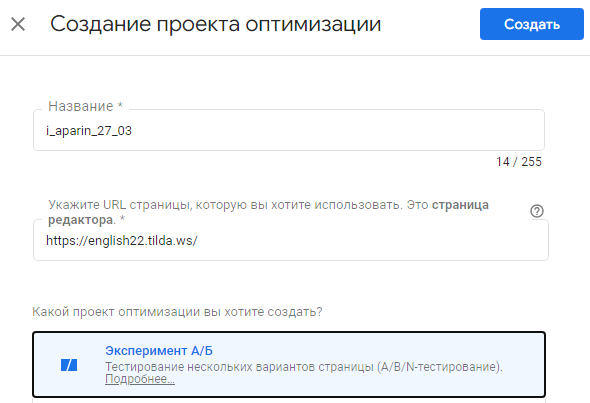 Создание проекта оптимизации
Создать
Название *
i_aparin_27_03
14 / 255
Укажите URL страницы, которую вы хотите использовать. Это страница
редактора. *
https://english22.tilda.ws/
Какой проект оптимизации вы хотите создать?
Эксперимент А/Б
Тестирование нескольких вариантов страницы (A/B/N-тестирование).
Подробнее...